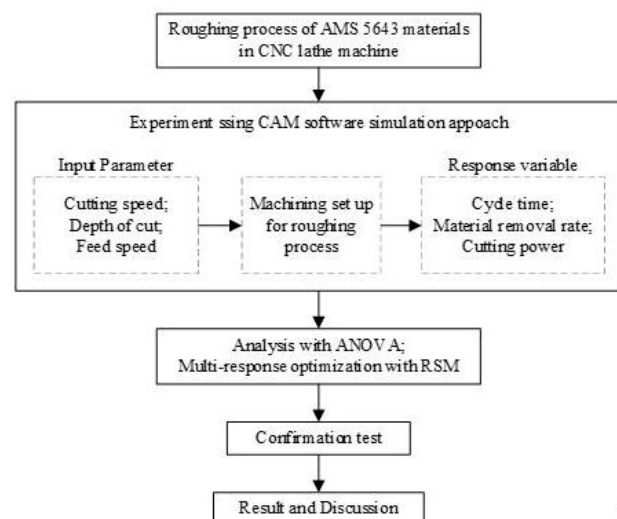 Roughing process of AMS 5643 materials
in CNC lathe machine
Experiment ssing CAM software simulation appoach
Input Parameter
Cutting speed;
Depth of cut;
Feed speed
Machining set up
for roughing
process
Response variable
Cycle time;
Material removal rate;
Cutting power
Analysis with ANOVA;
Multi-response optimization with RSM
Confirmation test
Result and Discussion